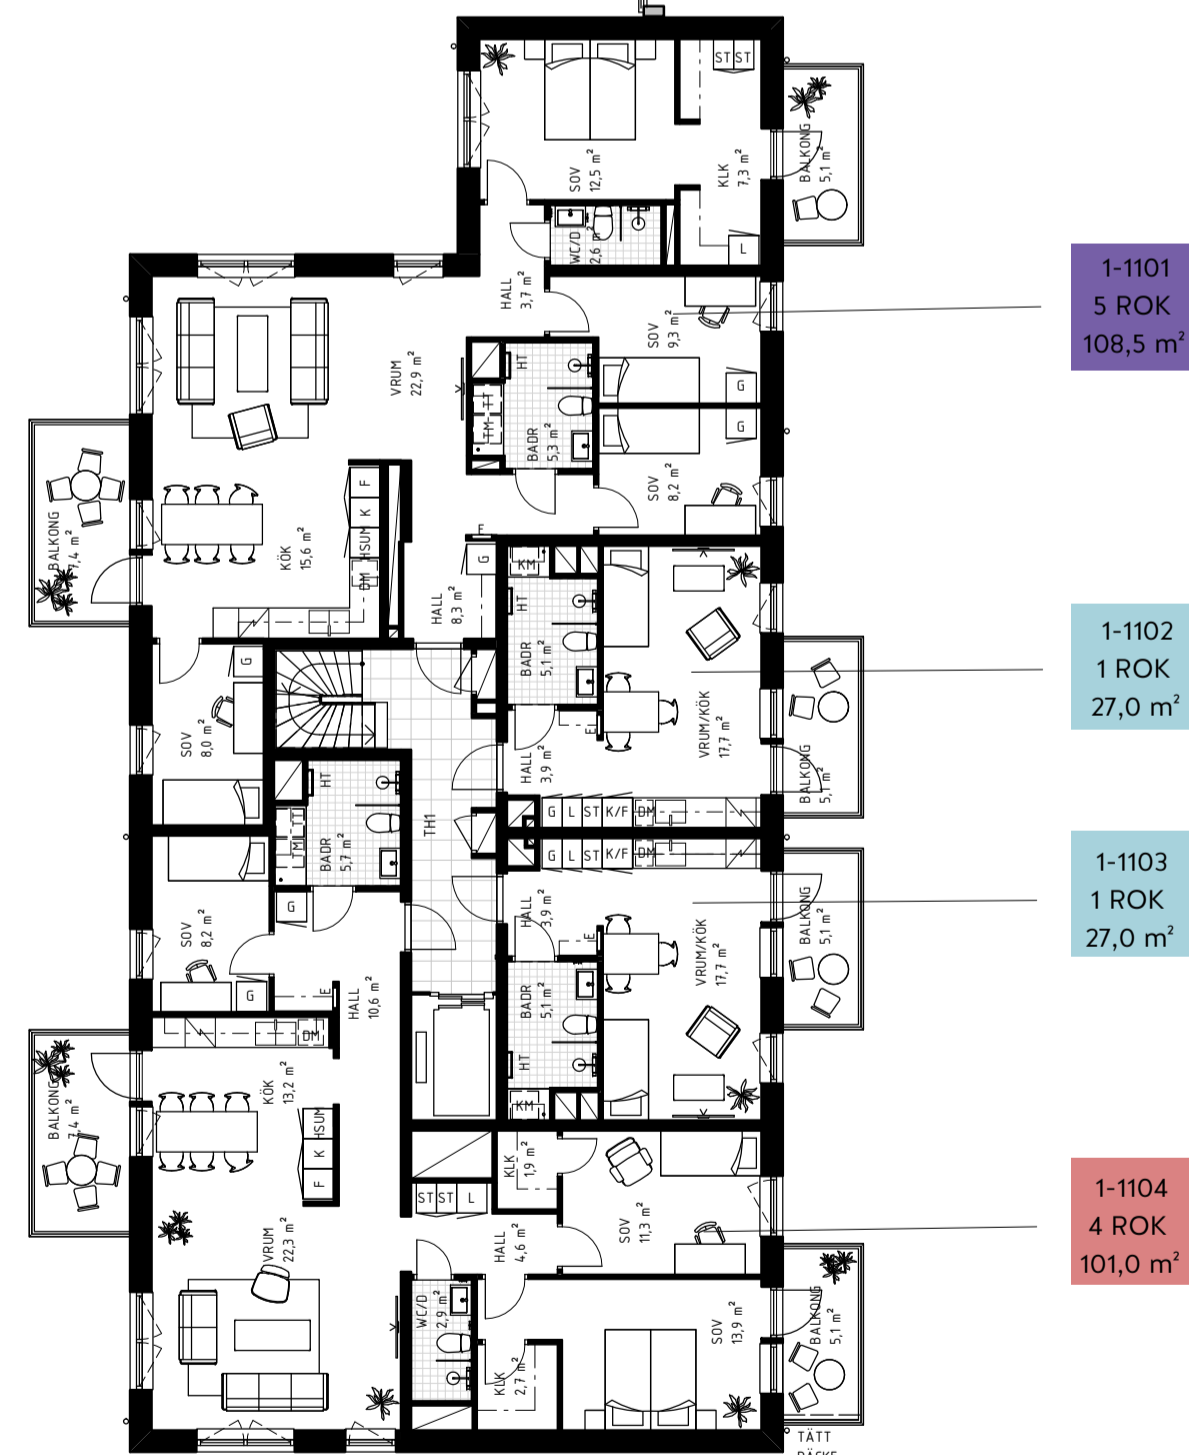 ST ST
BALKONG
5,1 m²
SOV
12,5 m²
KLK
7,3 m²
WC/D
2,6 m²
L
HALL
3,7 m²
1-1101
5 ROK
108,5 m²
SOV
9,3 m²
HT
VRUM
22,9 m²
G
TM TT
BADR
5,3 m²
G
SOV
8,2 m²
F
K
HSUM
DM
BALKONG
7,4 m²
KÖK
15,6 m²
F
G
KM
HALL
8,3 m²
HT
BADR
5,1 m²
1-1102
1 ROK
27,0 m²
G
SOV
8,0 m²
VRUM/KÖK
17,7 m²
E
HALL
3,9 m²
BALKONG
5,1 m²
HT
G L ST K/F DM
TH1
TM TT
BADR
5,7 m²
G L ST K/F DM
1-1103
1 ROK
27,0 m²
G
HALL
3,9 m²
BALKONG
5,1 m²
SOV
8,2 m²
E
VRUM/KÖK
17,7 m²
G
E
HALL
10,6 m²
BADR
5,1 m²
DM
HT
KÖK
13,2 m²
KM
BALKONG
7,4 m²
HSUM
K
F
KLK
1,9 m²
ST ST L
1-1104
4 ROK
101,0 m²
VRUM
22,3 m²
HALL
4,6 m²
SOV
11,3 m²
WC/D
2,9 m²
SOV
13,9 m²
BALKONG
5,1 m²
KLK
2,7 m²
TÄTT